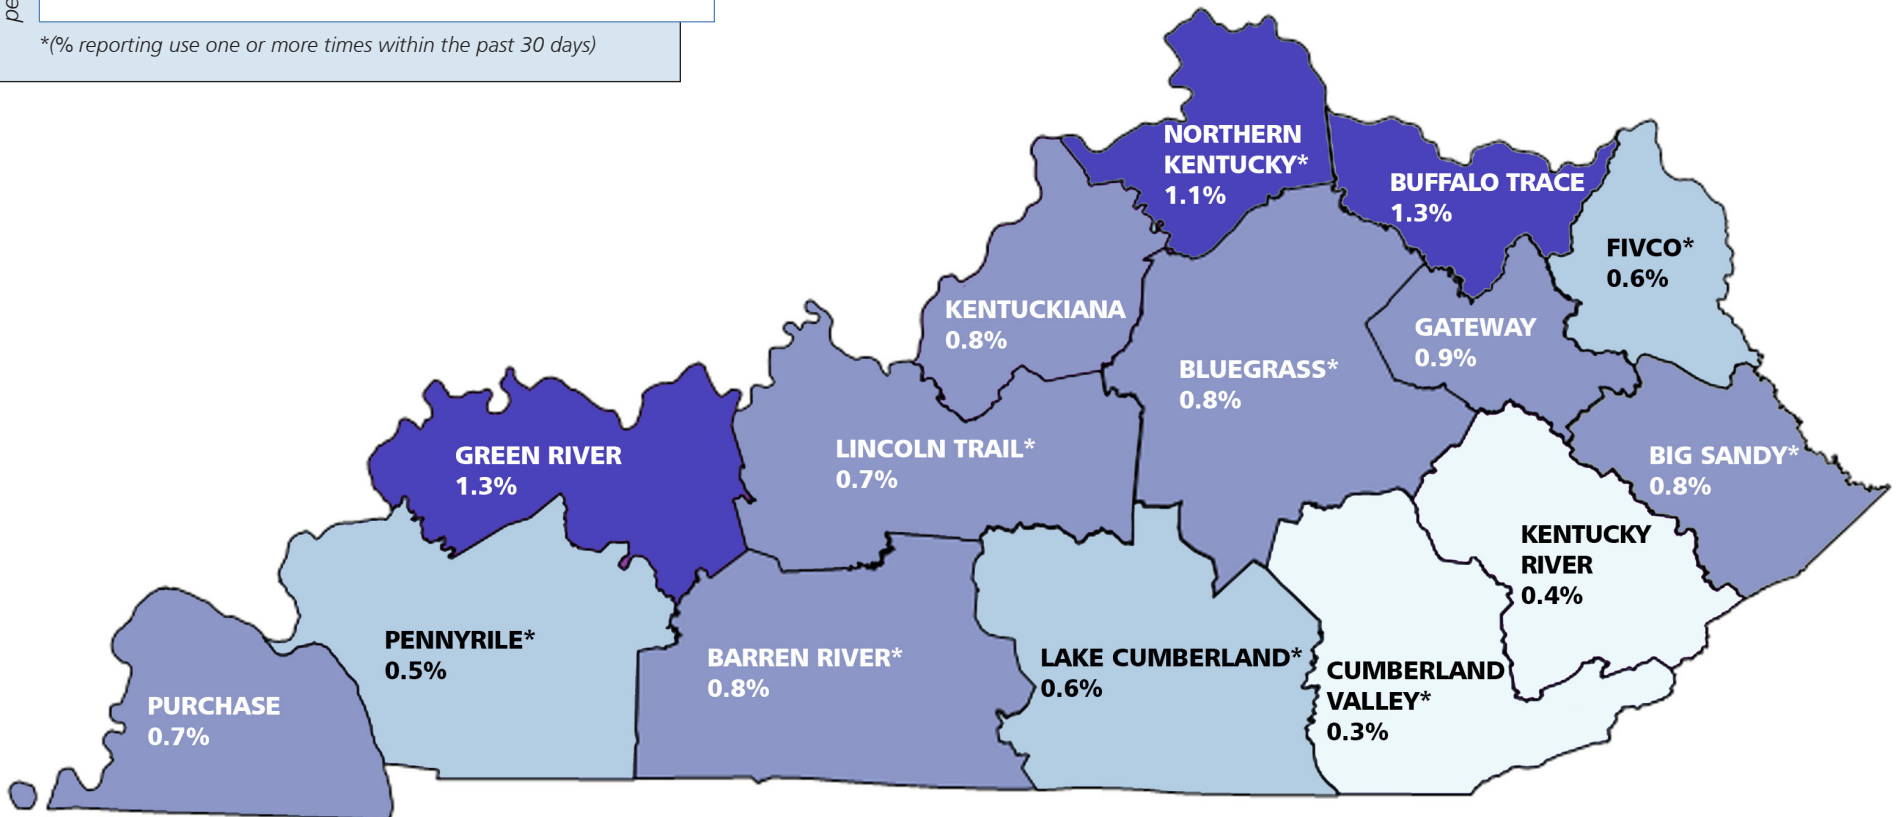 pe
*(% reporting use one or more times within the past 30 days)
NORTHERN
KENTUCKY*
1.1%
BUFFALO TRACE
1.3%
FIVCO*
0.6%
KENTUCKIANA
0.8%
GATEWAY
0.9%
BLUEGRASS*
0.8%
LINCOLN TRAIL*
0.7%
GREEN RIVER
1.3%
BIG SANDY*
0.8%
KENTUCKY
RIVER
0.4%
PENNYRILE*
0.5%
BARREN RIVER*
0.8%
LAKE CUMBERLAND*
0.6%
CUMBERLAND
VALLEY*
0.3%
PURCHASE
0.7%